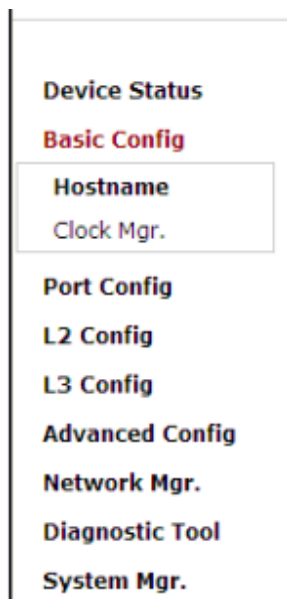 Device Status
Basic Config
Hostname
Clock Mgr.
Port Config
L2 Config
L3 Config
Advanced Config
Network Mgr.
Diagnostic Tool
System Mgr.